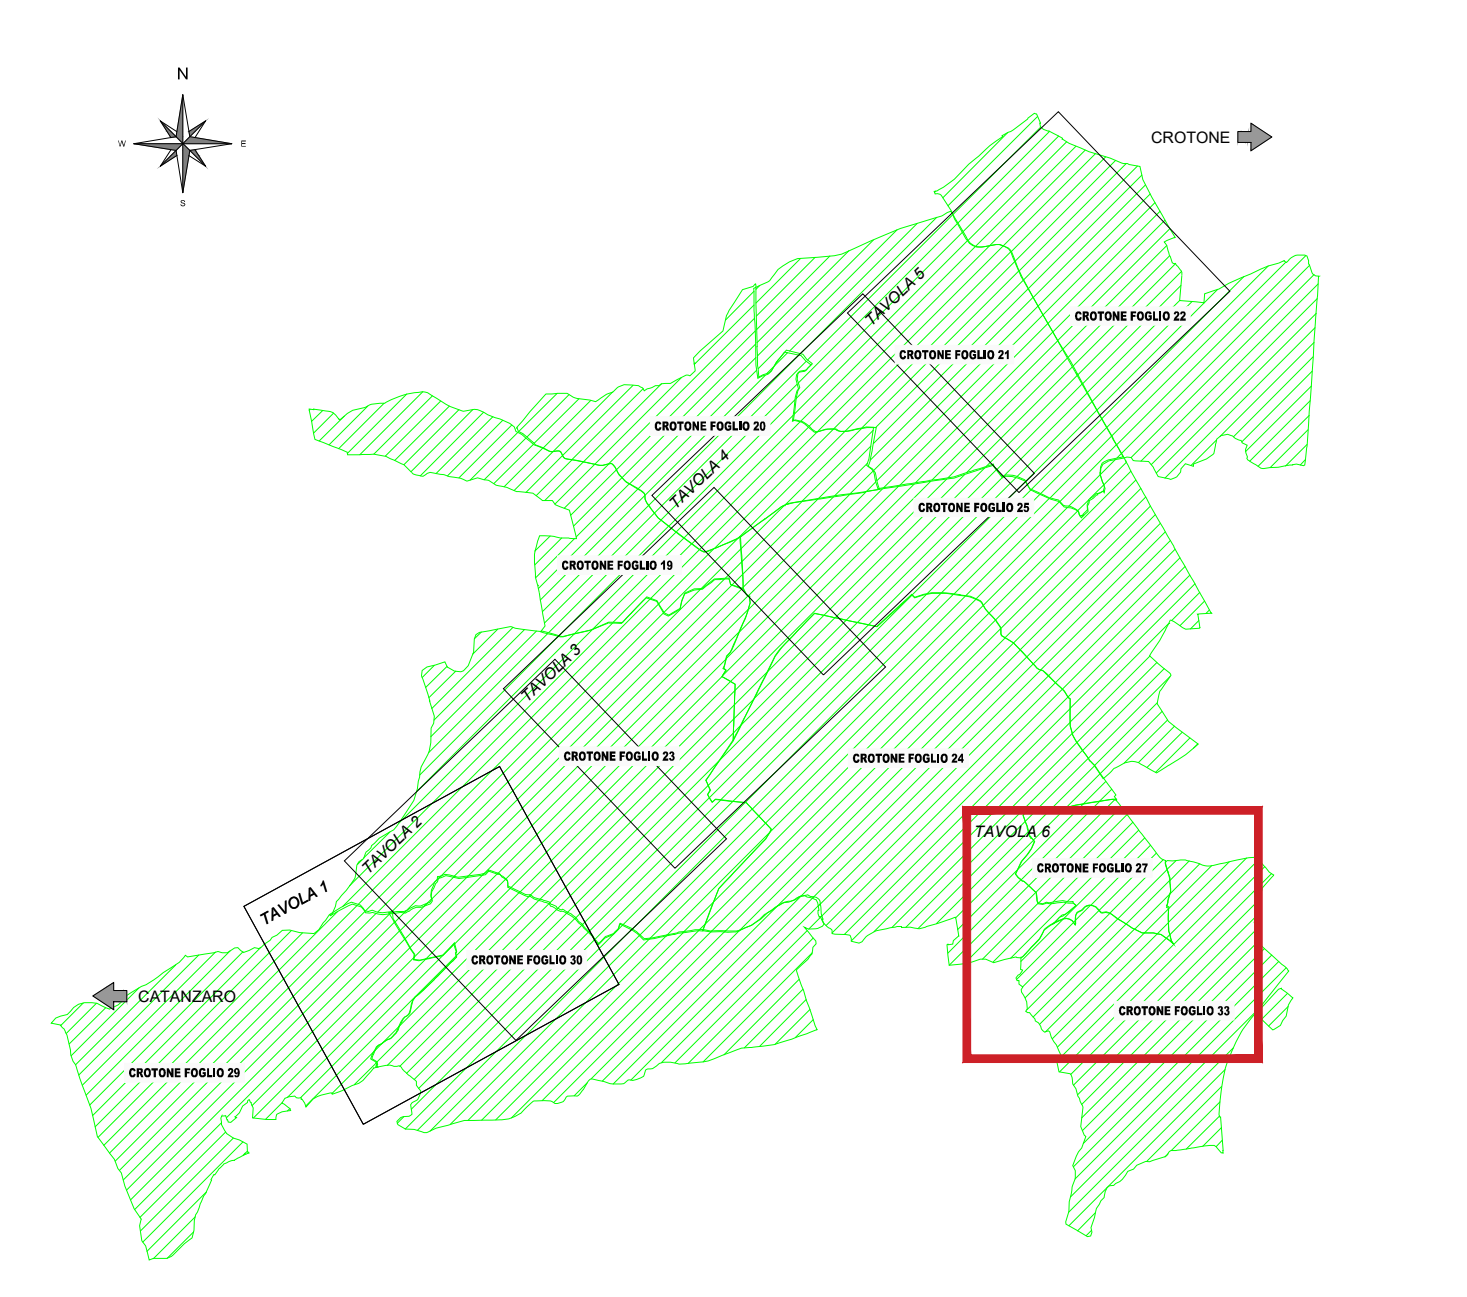 N
W
E
S
CROTONE
TAVOLA 5
CROTONE FOGLIO 22
CROTONE FOGLIO 21
CROTONE FOGLIO 20
TAVOLA 4
CROTONE FOGLIO 25
CROTONE FOGLIO 19
TAVOLA 3
CROTONE FOGLIO 23
CROTONE FOGLIO 24
TAVOLA 2
TAVOLA 6
CROTONE FOGLIO 27
TAVOLA 1
CROTONE FOGLIO 30
CATANZARO
CROTONE FOGLIO 33
CROTONE FOGLIO 29